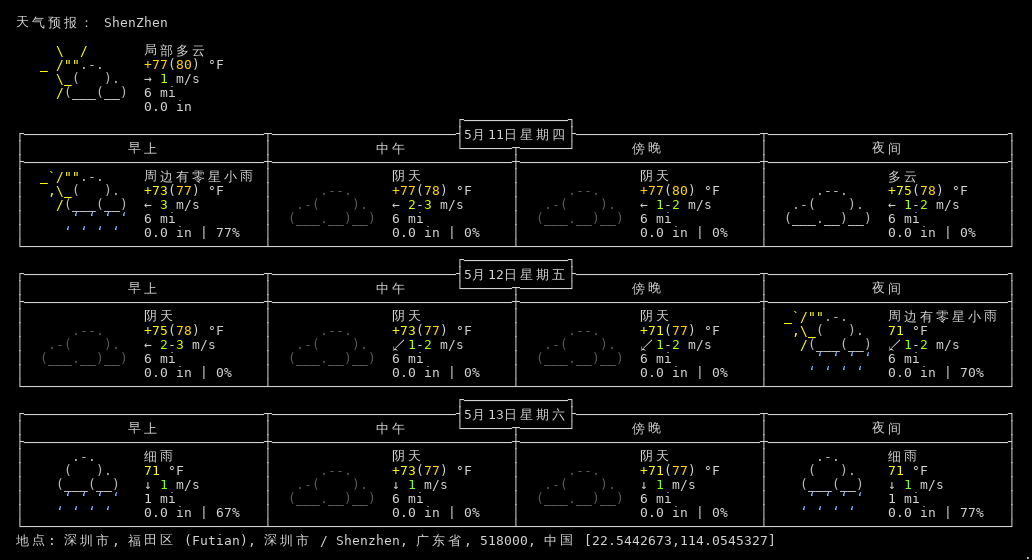 天气预报： ShenZhen
局部多云
+77(80) °F
→ 1 m/s
6 mi
0.0 in
5月11日星期四
早上 中午 傍晚 夜间
周边有零星小雨 阴天 阴天 多云
+73(77) °F +77(78) °F +77(80) °F +75(78) °F
← 3 m/s ← 2-3 m/s ← 1-2 m/s ← 1-2 m/s
6 mi 6 mi 6 mi 6 mi
0.0 in | 77% 0.0 in | 0% 0.0 in | 0% 0.0 in | 0%
5月12日星期五
早上 中午 傍晚 夜间
阴天 阴天 阴天 周边有零星小雨
+75(78) °F +73(77) °F +71(77) °F 71 °F
← 2-3 m/s ↙ 1-2 m/s ↙ 1-2 m/s ↙ 1-2 m/s
6 mi 6 mi 6 mi 6 mi
0.0 in | 0% 0.0 in | 0% 0.0 in | 0% 0.0 in | 70%
5月13日星期六
早上 中午 傍晚 夜间
细雨 阴天 阴天 细雨
71 °F +73(77) °F +71(77) °F 71 °F
↓ 1 m/s ↓ 1 m/s ↓ 1 m/s ↓ 1 m/s
1 mi 6 mi 6 mi 1 mi
0.0 in | 67% 0.0 in | 0% 0.0 in | 0% 0.0 in | 77%
地点: 深圳市, 福田区 (Futian), 深圳市 / Shenzhen, 广东省, 518000, 中国 [22.5442673,114.0545327]